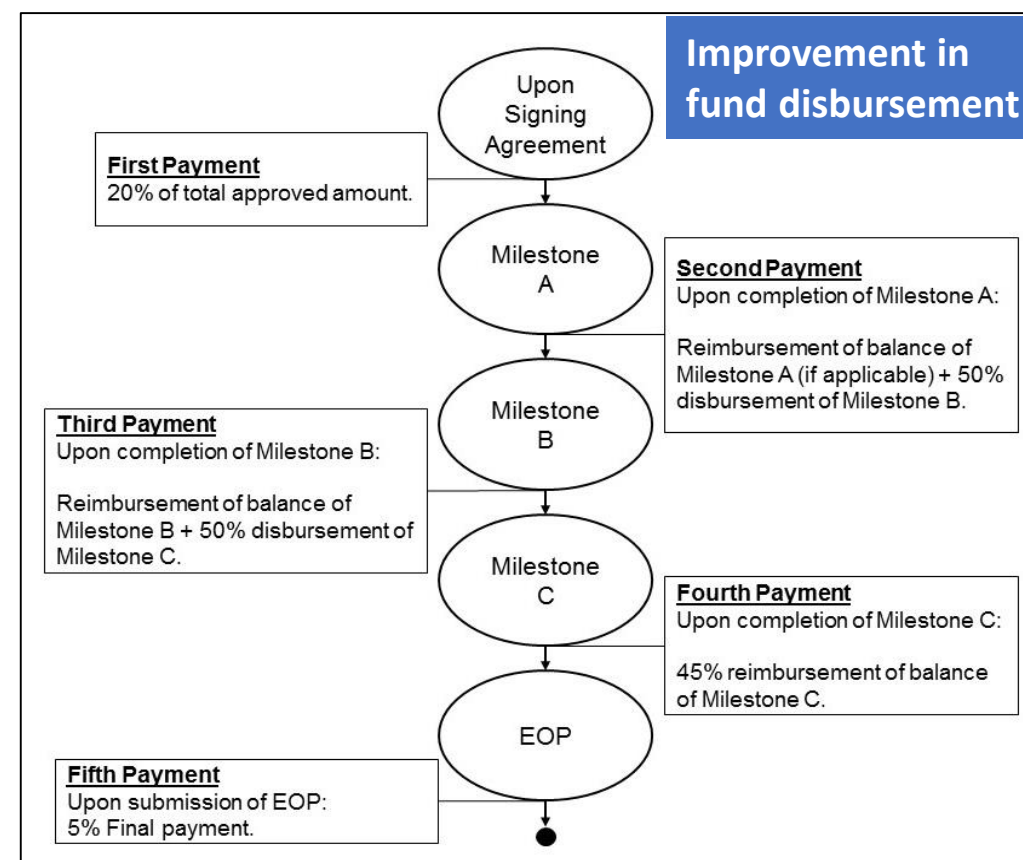 Improvement in
fund disbursement
Upon
Signing
Agreement
First Payment
20% of total approved amount.
Milestone
A
Second Payment
Upon completion of Milestone A:
Reimbursement of balance of
Milestone A (if applicable) + 50%
disbursement of Milestone B.
Milestone
B
Third Payment
Upon completion of Milestone B:
Reimbursement of balance of
Milestone B + 50% disbursement of
Milestone C.
Milestone
C
Fourth Payment
Upon completion of Milestone C:
45% reimbursement of balance
of Milestone C.
EOP
Fifth Payment
Upon submission of EOP:
5% Final payment.